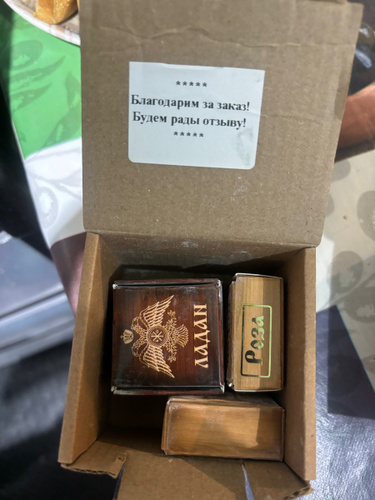 *****
Благодарим за заказ!
Будем рады отзыву!
*****
ЛАДАН
Роза